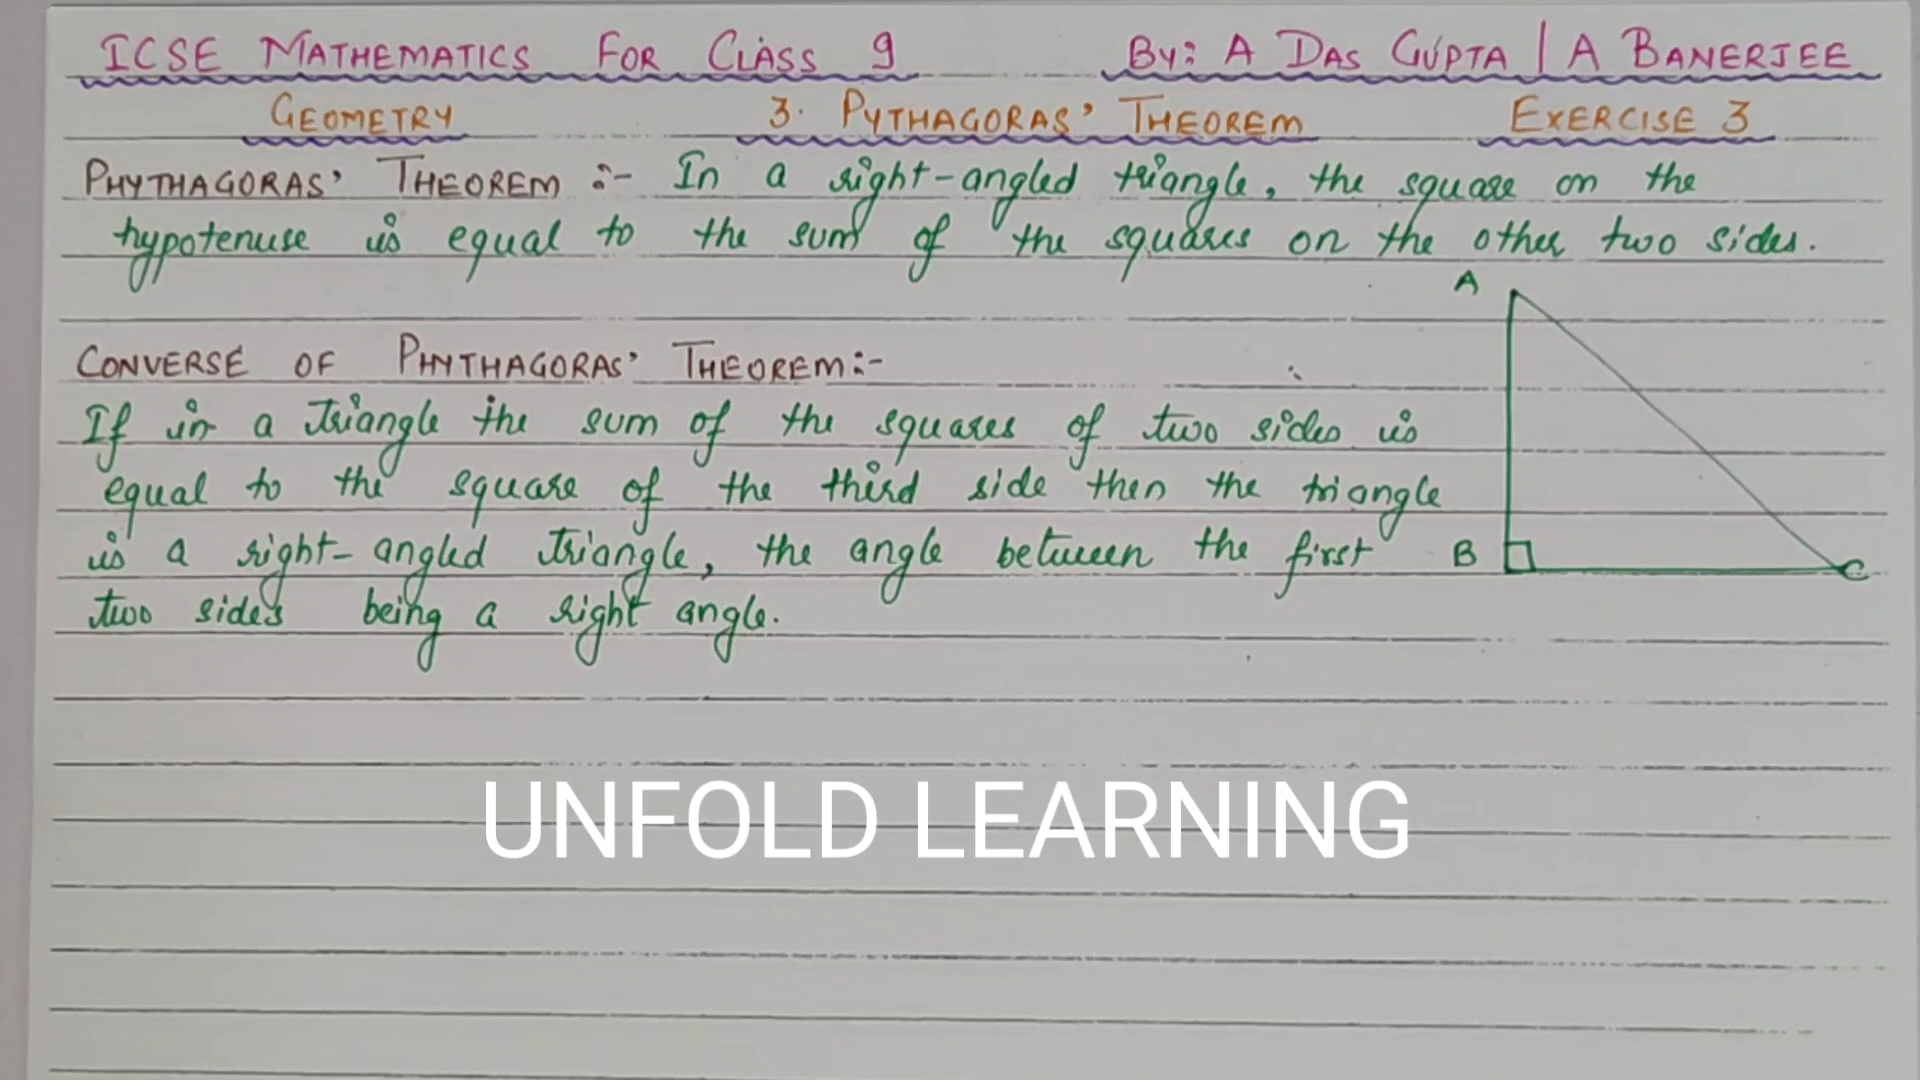 ICSE MATHEMATICS FOR CLASS 9 BY: A DAS GUPTA | A BANERJEE
GEOMETRY 3. PYTHAGORAS' THEOREM EXERCISE 3
PHYTHAGORAS' THEOREM :- In a right-angled triangle, the square on the
hypotenuse is equal to the sum of the squares on the other two sides.
A
CONVERSE OF PHYTHAGORAS' THEOREM:-
If in a triangle the sum of the squares of two sides is
equal to the square of the third side then the triangle
is a right-angled triangle, the angle between the first
B C
two sides being a right angle.
UNFOLD LEARNING